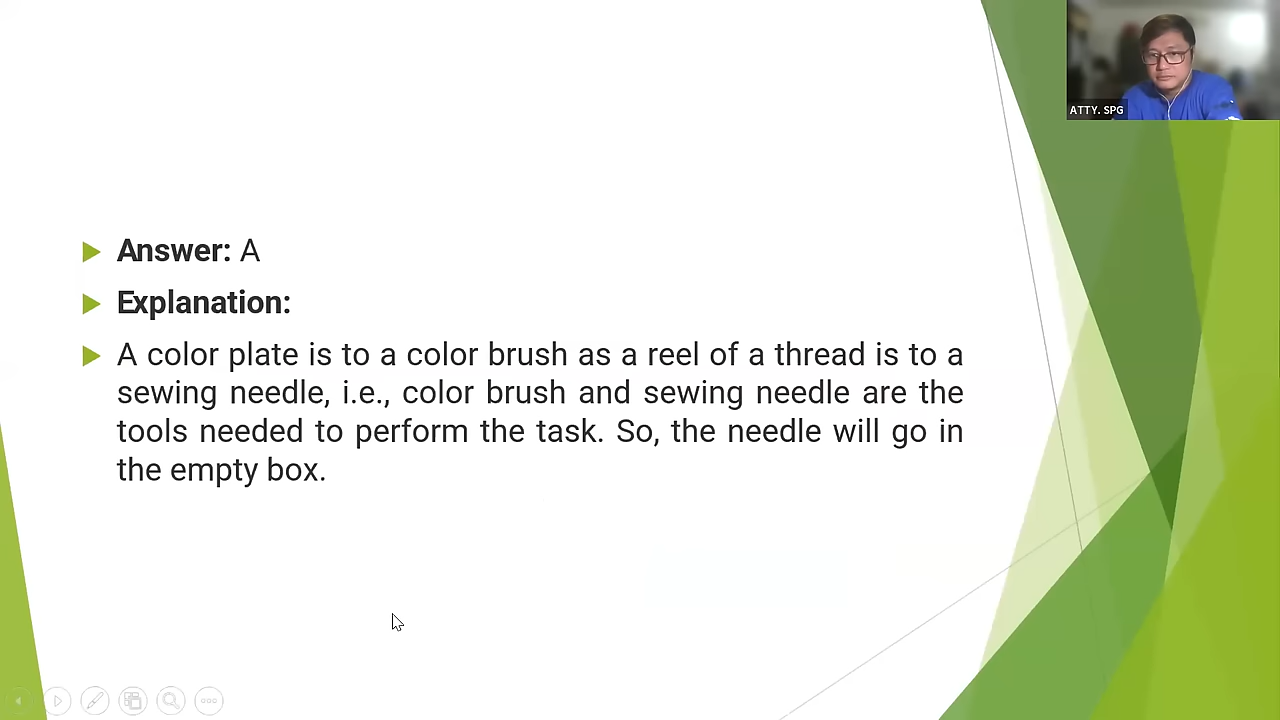 ATTY. SPG
Answer: A
Explanation:
A color plate is to a color brush as a reel of a thread is to a
sewing needle, i.e., color brush and sewing needle are the
tools needed to perform the task. So, the needle will go in
the empty box.